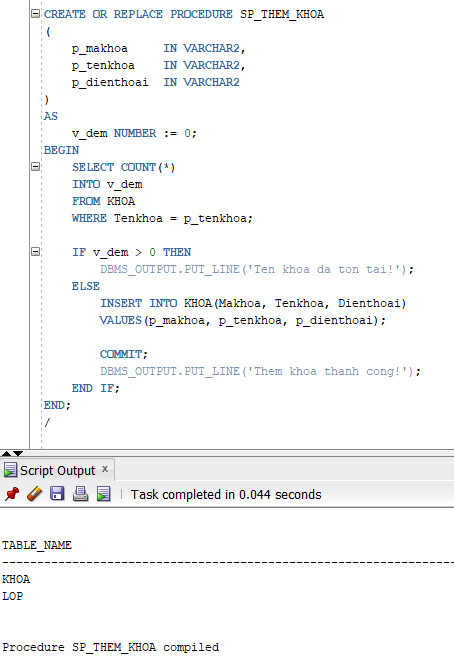 CREATE OR REPLACE PROCEDURE SP_THEM_KHOA
(
    p_makhoa     IN VARCHAR2,
    p_tenkhoa    IN VARCHAR2,
    p_dienthoai  IN VARCHAR2
)
AS
    v_dem NUMBER := 0;
BEGIN
    SELECT COUNT(*)
    INTO v_dem
    FROM KHOA
    WHERE Tenkhoa = p_tenkhoa;

    IF v_dem > 0 THEN
        DBMS_OUTPUT.PUT_LINE('Ten khoa da ton tai!');
    ELSE
        INSERT INTO KHOA(Makhoa, Tenkhoa, Dienthoai)
        VALUES(p_makhoa, p_tenkhoa, p_dienthoai);

        COMMIT;
        DBMS_OUTPUT.PUT_LINE('Them khoa thanh cong!');
    END IF;
END;
/
Script Output x
Task completed in 0.044 seconds
TABLE_NAME
--------------------------------------------------------------------------------
KHOA
LOP
Procedure SP_THEM_KHOA compiled